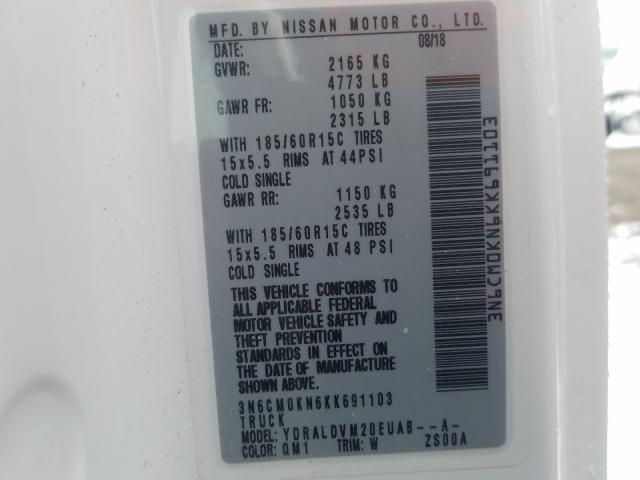 MFD. BY NISSAN MOTOR CO., LTD.
DATE: 08/18
GVWR: 2165 KG
4773 LB
GAWR FR: 1050 KG
2315 LB
WITH 185/60R15C TIRES
15x5.5 RIMS AT 44PSI
COLD SINGLE
GAWR RR: 1150 KG
2535 LB
WITH 185/60R15C TIRES
15x5.5 RIMS AT 48 PSI
COLD SINGLE
THIS VEHICLE CONFORMS TO
ALL APPLICABLE FEDERAL
MOTOR VEHICLE SAFETY AND
THEFT PREVENTION
STANDARDS IN EFFECT ON
THE DATE OF MANUFACTURE
SHOWN ABOVE.
3N6CM0KN6KK691103
TRUCK
MODEL: YDRALDVM20EUAB--A-
COLOR: QM1 TRIM: W ZS00A
3N6CM0KN6KK691103